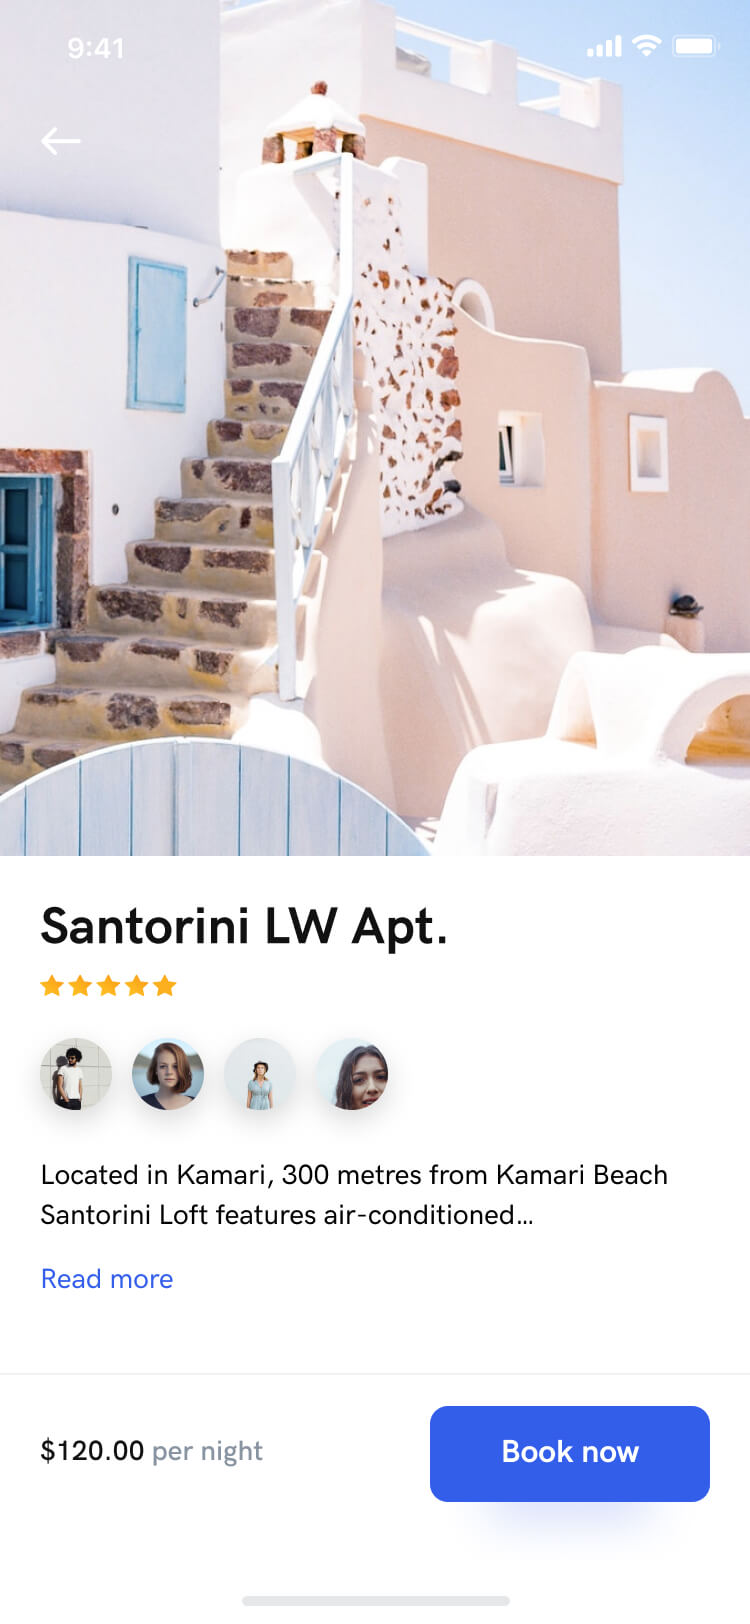 9:41
Santorini LW Apt.
Located in Kamari, 300 metres from Kamari Beach
Santorini Loft features air-conditioned...
Read more
$120.00 per night
Book now